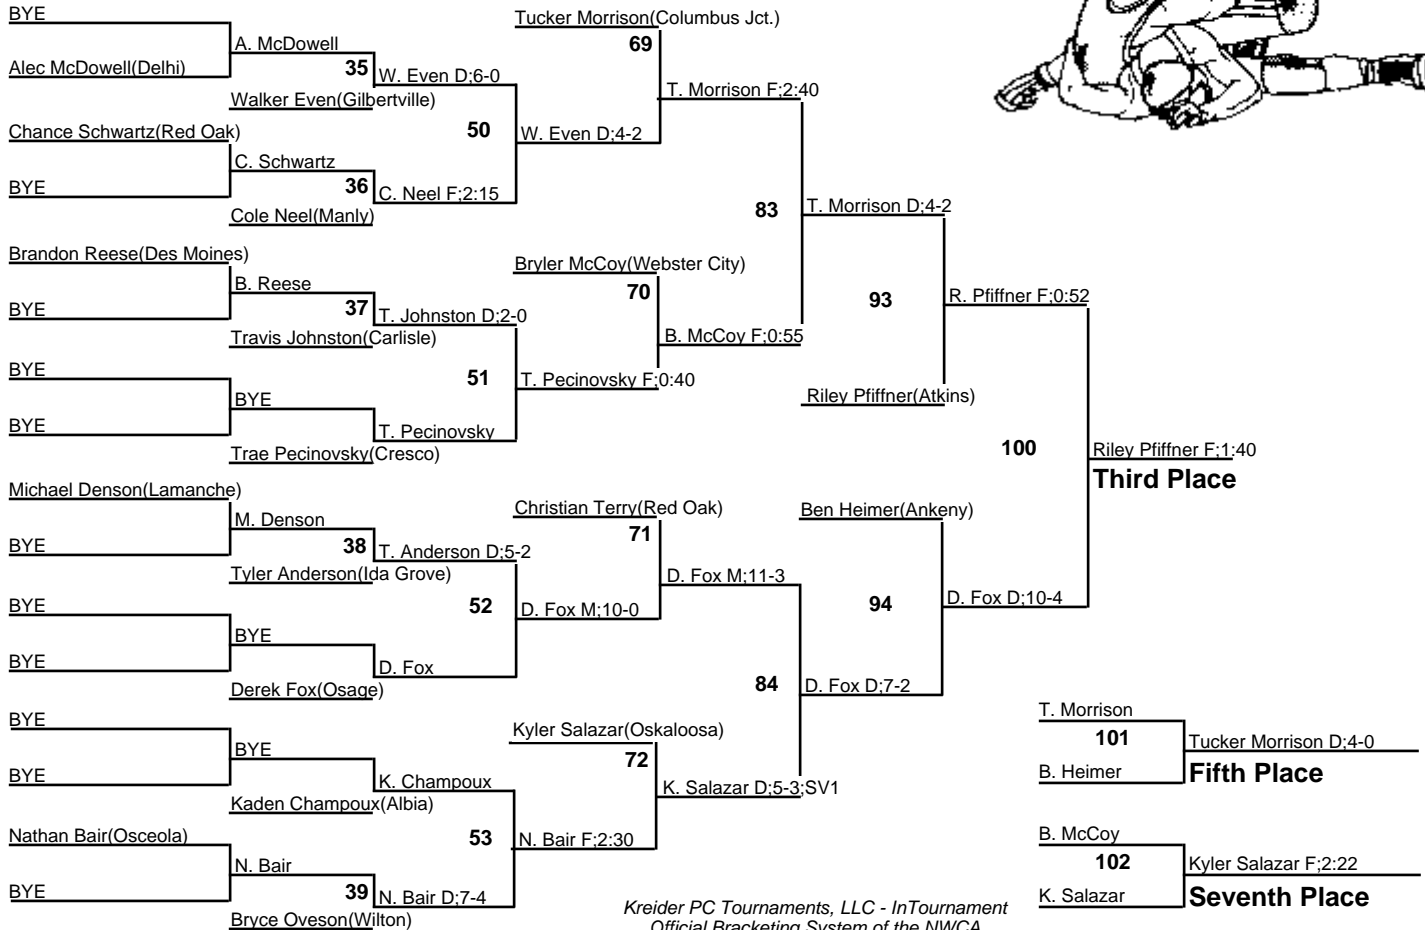 BYE
Tucker Morrison(Columbus Jct.)
A. McDowell
69
Alec McDowell(Delhi)
35
W. Even D;6-0
T. Morrison F;2:40
Walker Even(Gilbertville)
Chance Schwartz(Red Oak)
50
W. Even D;4-2
C. Schwartz
BYE
36
C. Neel F;2:15
83
T. Morrison D;4-2
Cole Neel(Manly)
Brandon Reese(Des Moines)
Bryler McCoy(Webster City)
B. Reese
70
93
R. Pfiffner F;0:52
BYE
37
T. Johnston D;2-0
Travis Johnston(Carlisle)
B. McCoy F;0:55
BYE
51
T. Pecinovsky F;0:40
BYE
Riley Pfiffner(Atkins)
BYE
T. Pecinovsky
100
Riley Pfiffner F;1:40
Trae Pecinovsky(Cresco)
Third Place
Michael Denson(Lamanche)
Christian Terry(Red Oak)
Ben Heimer(Ankeny)
M. Denson
71
BYE
38
T. Anderson D;5-2
Tyler Anderson(Ida Grove)
D. Fox M;11-3
BYE
52
D. Fox M;10-0
94
D. Fox D;10-4
BYE
BYE
D. Fox
Derek Fox(Osage)
84
D. Fox D;7-2
BYE
T. Morrison
Kyler Salazar(Oskaloosa)
101
Tucker Morrison D;4-0
BYE
72
BYE
K. Champoux
K. Salazar D;5-3;SV1
B. Heimer
Fifth Place
Kaden Champoux(Albia)
Nathan Bair(Osceola)
53
N. Bair F;2:30
B. McCoy
N. Bair
102
Kyler Salazar F;2:22
BYE
39
N. Bair D;7-4
K. Salazar
Seventh Place
Bryce Oveson(Wilton)
Kreider PC Tournaments, LLC - InTournament
Official Bracketing System of the NWCA